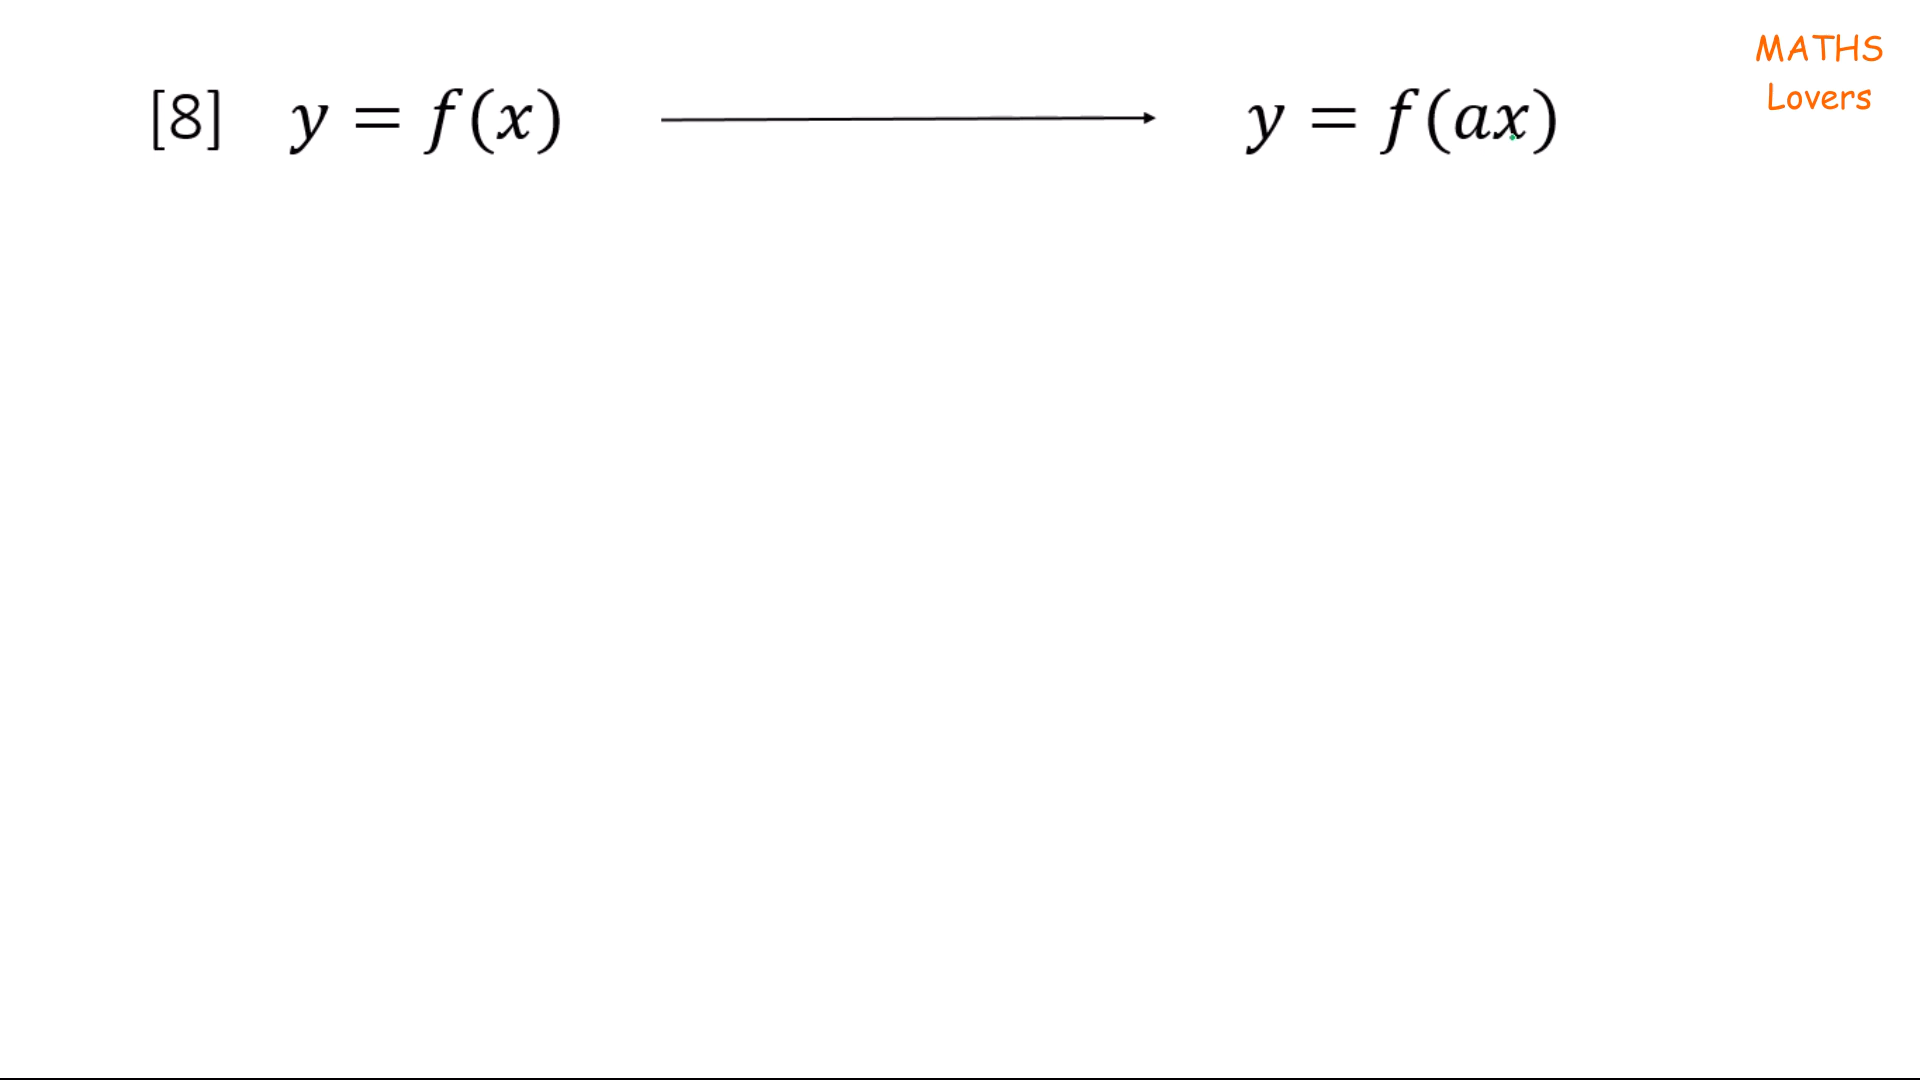 MATHS
Lovers
[8] y = f(x) ⟶ y = f(ax)